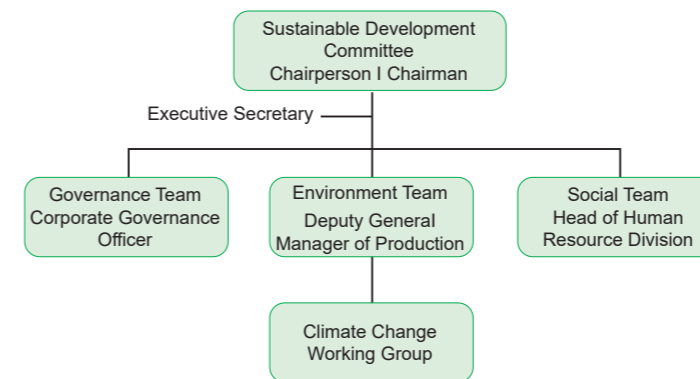 Sustainable Development
Committee
Chairperson I Chairman
Executive Secretary
Governance Team
Corporate Governance
Officer
Environment Team
Deputy General
Manager of Production
Social Team
Head of Human
Resource Division
Climate Change
Working Group